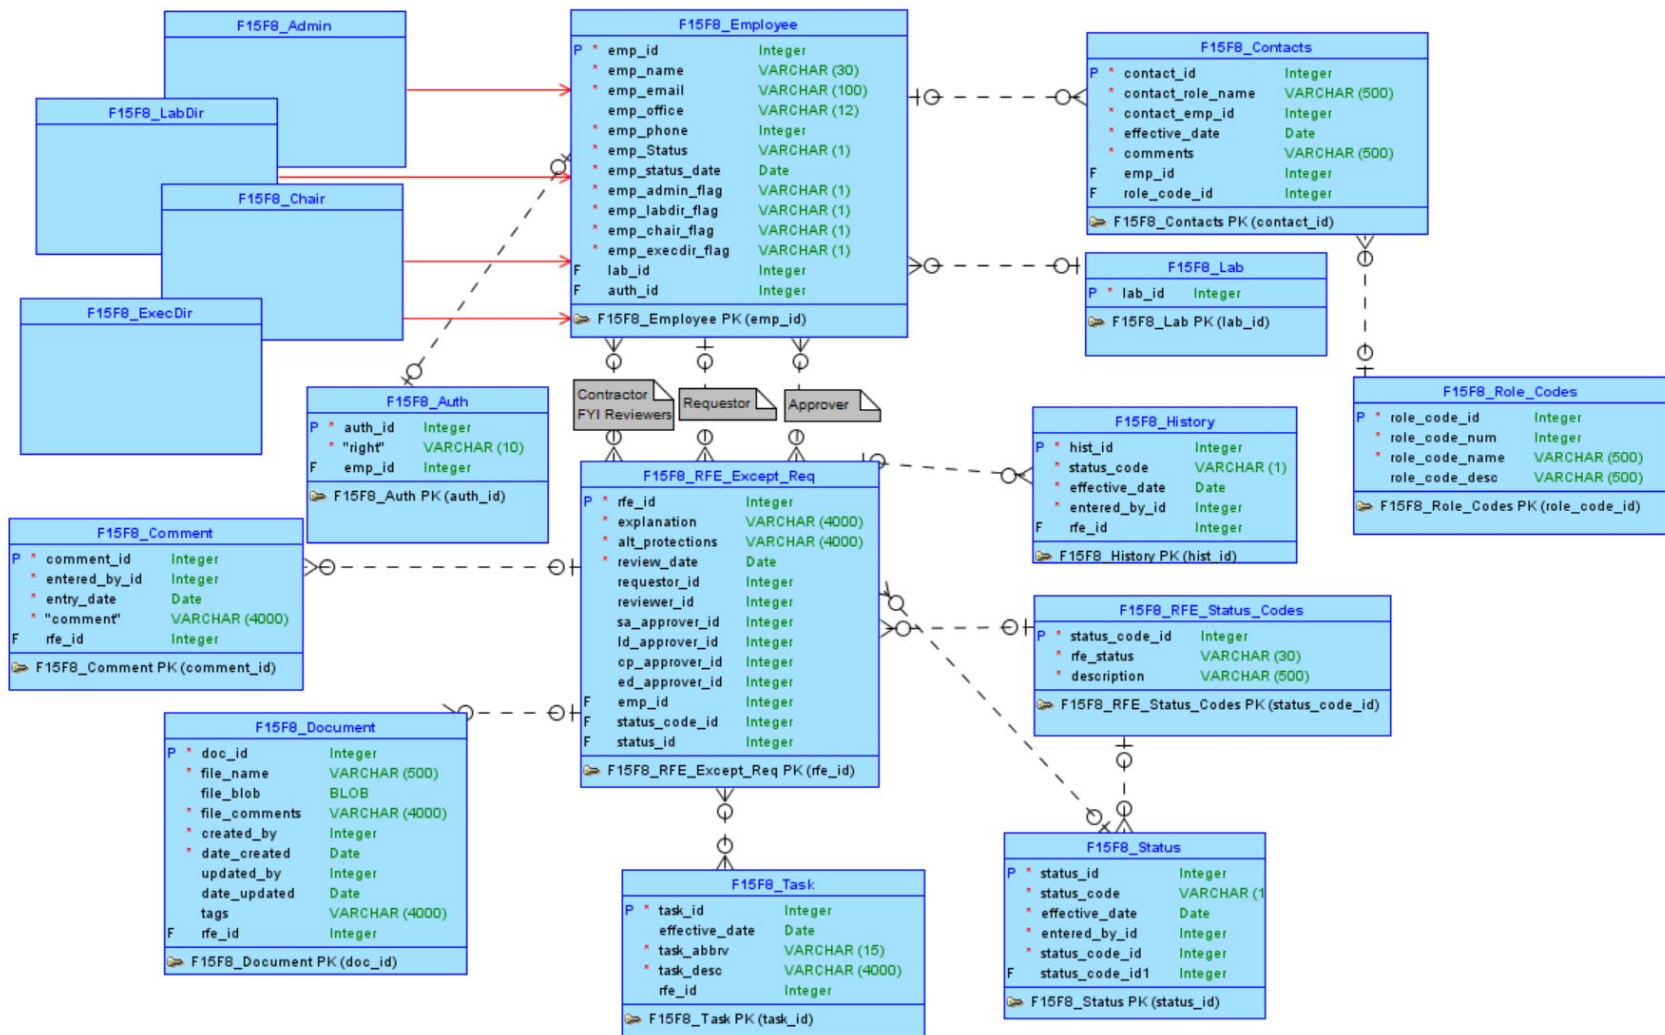 F15F8_Admin
F15F8_LabDir
F15F8_Chair
F15F8_ExecDir
F15F8_Employee
P * emp_id Integer
* emp_name VARCHAR (30)
* emp_email VARCHAR (100)
emp_office VARCHAR (12)
* emp_phone Integer
* emp_Status VARCHAR (1)
* emp_status_date Date
* emp_admin_flag VARCHAR (1)
* emp_labdir_flag VARCHAR (1)
* emp_chair_flag VARCHAR (1)
* emp_execdir_flag VARCHAR (1)
F lab_id Integer
F auth_id Integer
F15F8_Employee PK (emp_id)
F15F8_Contacts
P * contact_id Integer
* contact_role_name VARCHAR (500)
* contact_emp_id Integer
* effective_date Date
* comments VARCHAR (500)
F emp_id Integer
F role_code_id Integer
F15F8_Contacts PK (contact_id)
F15F8_Lab
P * lab_id Integer
F15F8_Lab PK (lab_id)
Contractor
FYI Reviewers
Requestor
Approver
F15F8_Auth
P * auth_id Integer
* "right" VARCHAR (10)
F emp_id Integer
F15F8_Auth PK (auth_id)
F15F8_Role_Codes
P * role_code_id Integer
* role_code_num Integer
* role_code_name VARCHAR (500)
role_code_desc VARCHAR (500)
F15F8_Role_Codes PK (role_code_id)
F15F8_History
P * hist_id Integer
* status_code VARCHAR (1)
* effective_date Date
* entered_by_id Integer
F rfe_id Integer
F15F8_History PK (hist_id)
F15F8_RFE_Except_Req
P * rfe_id Integer
* explanation VARCHAR (4000)
* alt_protections VARCHAR (4000)
* review_date Date
requestor_id Integer
reviewer_id Integer
sa_approver_id Integer
ld_approver_id Integer
cp_approver_id Integer
ed_approver_id Integer
F emp_id Integer
F status_code_id Integer
F status_id Integer
F15F8_RFE_Except_Req PK (rfe_id)
F15F8_Comment
P * comment_id Integer
* entered_by_id Integer
* entry_date Date
* "comment" VARCHAR (4000)
F rfe_id Integer
F15F8_Comment PK (comment_id)
F15F8_RFE_Status_Codes
P * status_code_id Integer
* rfe_status VARCHAR (30)
* description VARCHAR (500)
F15F8_RFE_Status_Codes PK (status_code_id)
F15F8_Document
P * doc_id Integer
* file_name VARCHAR (500)
file_blob BLOB
* file_comments VARCHAR (4000)
* created_by Integer
* date_created Date
updated_by Integer
date_updated Date
tags VARCHAR (4000)
F rfe_id Integer
F15F8_Document PK (doc_id)
F15F8_Task
P * task_id Integer
effective_date Date
* task_abbrv VARCHAR (15)
* task_desc VARCHAR (4000)
rfe_id Integer
F15F8_Task PK (task_id)
F15F8_Status
P * status_id Integer
* status_code VARCHAR (1
* effective_date Date
* entered_by_id Integer
* status_code_id Integer
F status_code_id1 Integer
F15F8_Status PK (status_id)